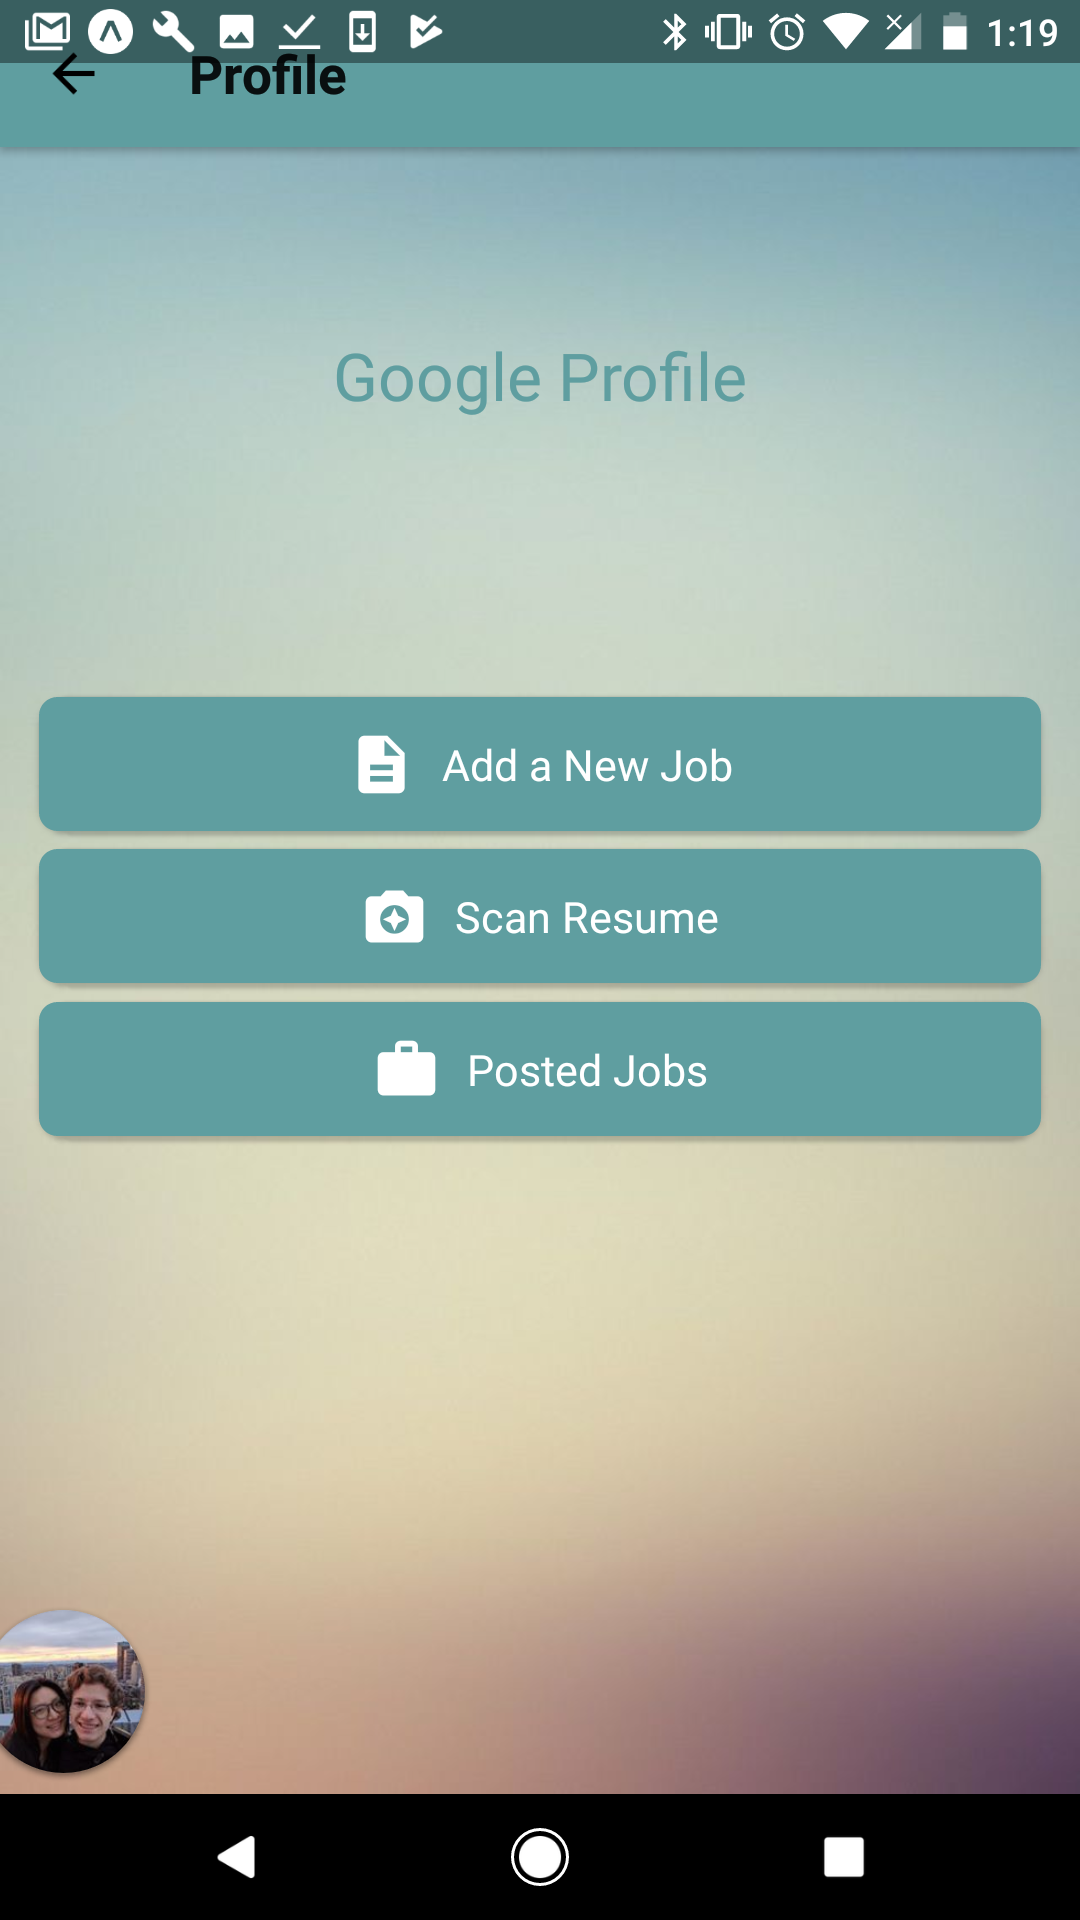 1:19
Profile
Google Profile
Add a New Job
Scan Resume
Posted Jobs